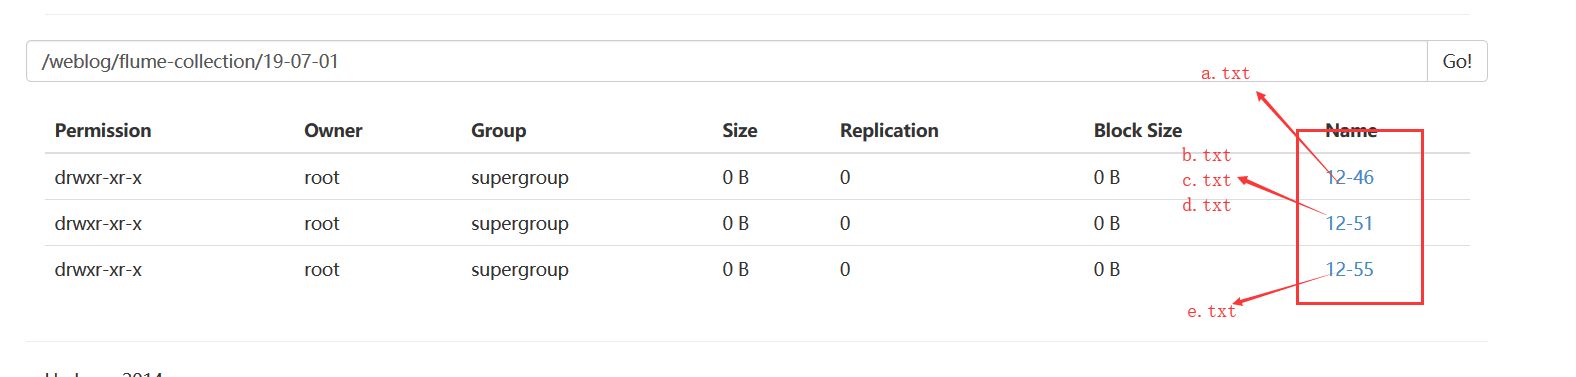 /weblog/flume-collection/19-07-01 Go!
a.txt
Permission Owner Group Size Replication Block Size Name
b.txt
drwxr-xr-x root supergroup 0 B 0 0 B 12-46
c.txt
d.txt
drwxr-xr-x root supergroup 0 B 0 0 B 12-51
drwxr-xr-x root supergroup 0 B 0 0 B 12-55
e.txt